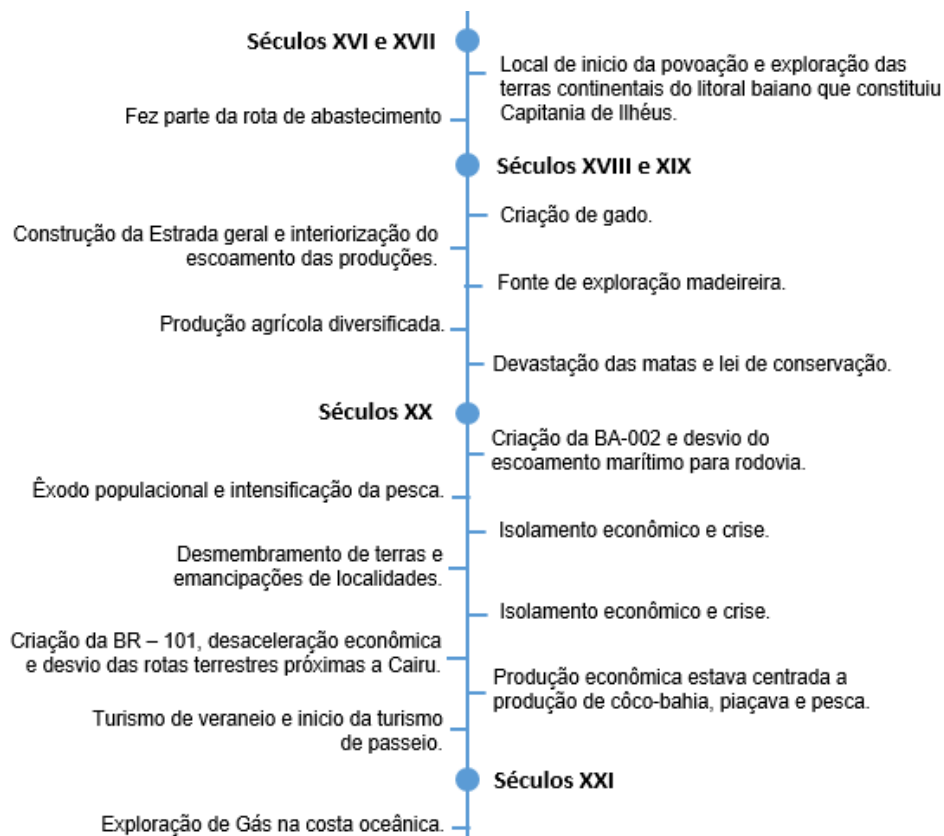 Séculos XVI e XVII
Local de inicio da povoação e exploração das
terras continentais do litoral baiano que constituiu
Capitania de Ilhéus.
Fez parte da rota de abastecimento
Séculos XVIII e XIX
Criação de gado.
Construção da Estrada geral e interiorização do
escoamento das produções.
Fonte de exploração madeireira.
Produção agrícola diversificada.
Devastação das matas e lei de conservação.
Séculos XX
Criação da BA-002 e desvio do
escoamento marítimo para rodovia.
Êxodo populacional e intensificação da pesca.
Isolamento econômico e crise.
Desmembramento de terras e
emancipações de localidades.
Isolamento econômico e crise.
Criação da BR – 101, desaceleração econômica
e desvio das rotas terrestres próximas a Cairu.
Produção econômica estava centrada a
produção de côco-bahia, piaçava e pesca.
Turismo de veraneio e inicio da turismo
de passeio.
Séculos XXI
Exploração de Gás na costa oceânica.